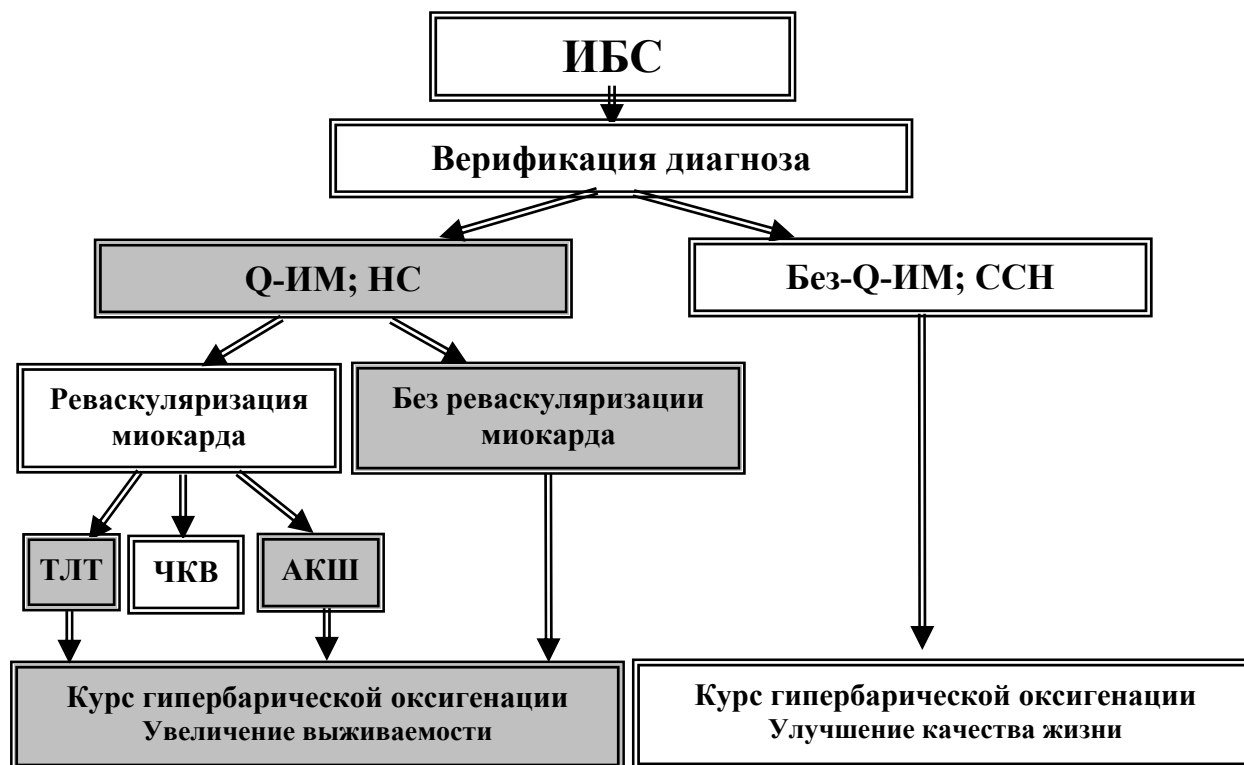 ИБС
Верификация диагноза
Q-ИМ; НС
Без-Q-ИМ; ССН
Реваскуляризация
миокарда
Без реваскуляризации
миокарда
ТЛТ
ЧКВ
АКШ
Курс гипербарической оксигенации
Увеличение выживаемости
Курс гипербарической оксигенации
Улучшение качества жизни